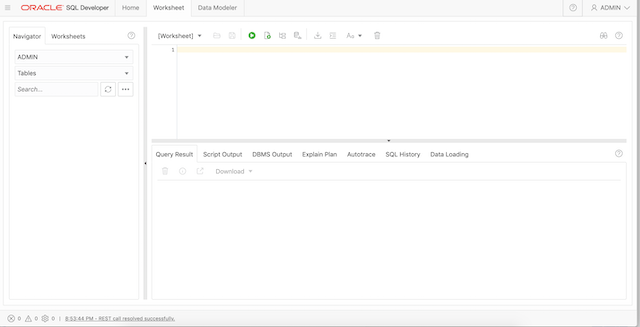 ORACLE SQL Developer Home Worksheet Data Modeler ? ADMIN
Navigator Worksheets ?
[Worksheet] Aa ?
ADMIN
1
Tables
Search...
Query Result Script Output DBMS Output Explain Plan Autotrace SQL History Data Loading ?
Download
0 0 0 | 8:53:44 PM - REST call resolved successfully.